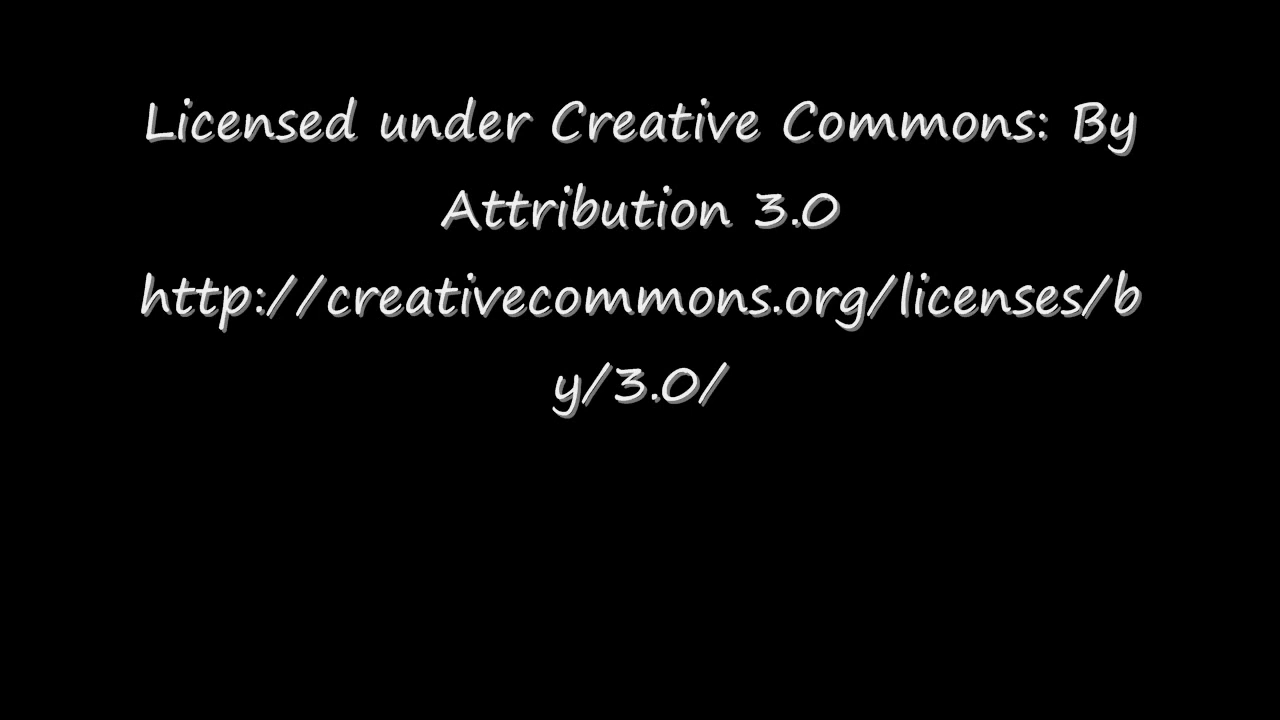 Licensed under Creative Commons: By
Attribution 3.0
http://creativecommons.org/licenses/b
y/3.0/